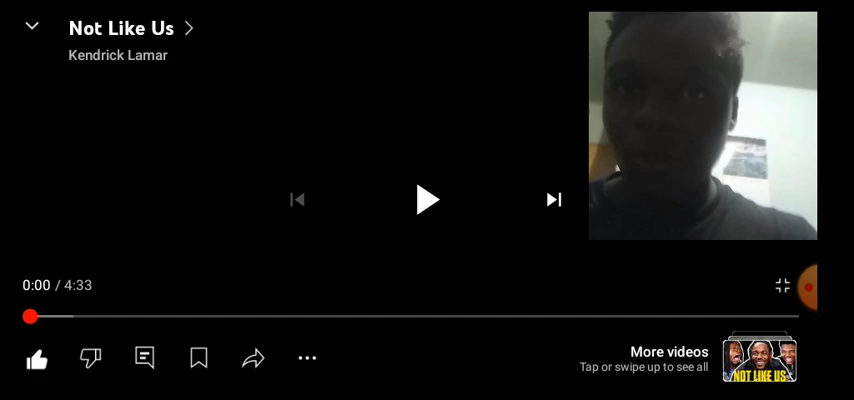 Not Like Us
Kendrick Lamar
0:00 / 4:33
More videos
Tap or swipe up to see all
NOT LIKE US